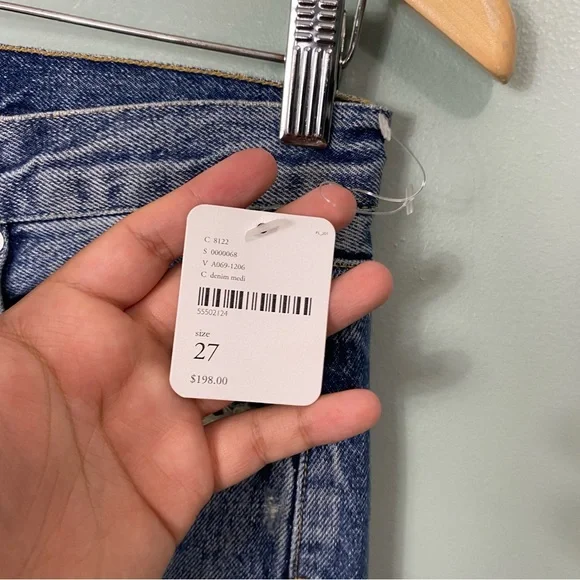 C 8122
S 0000068
V A069-1206
C denim medi
55502124
size
27
$198.00